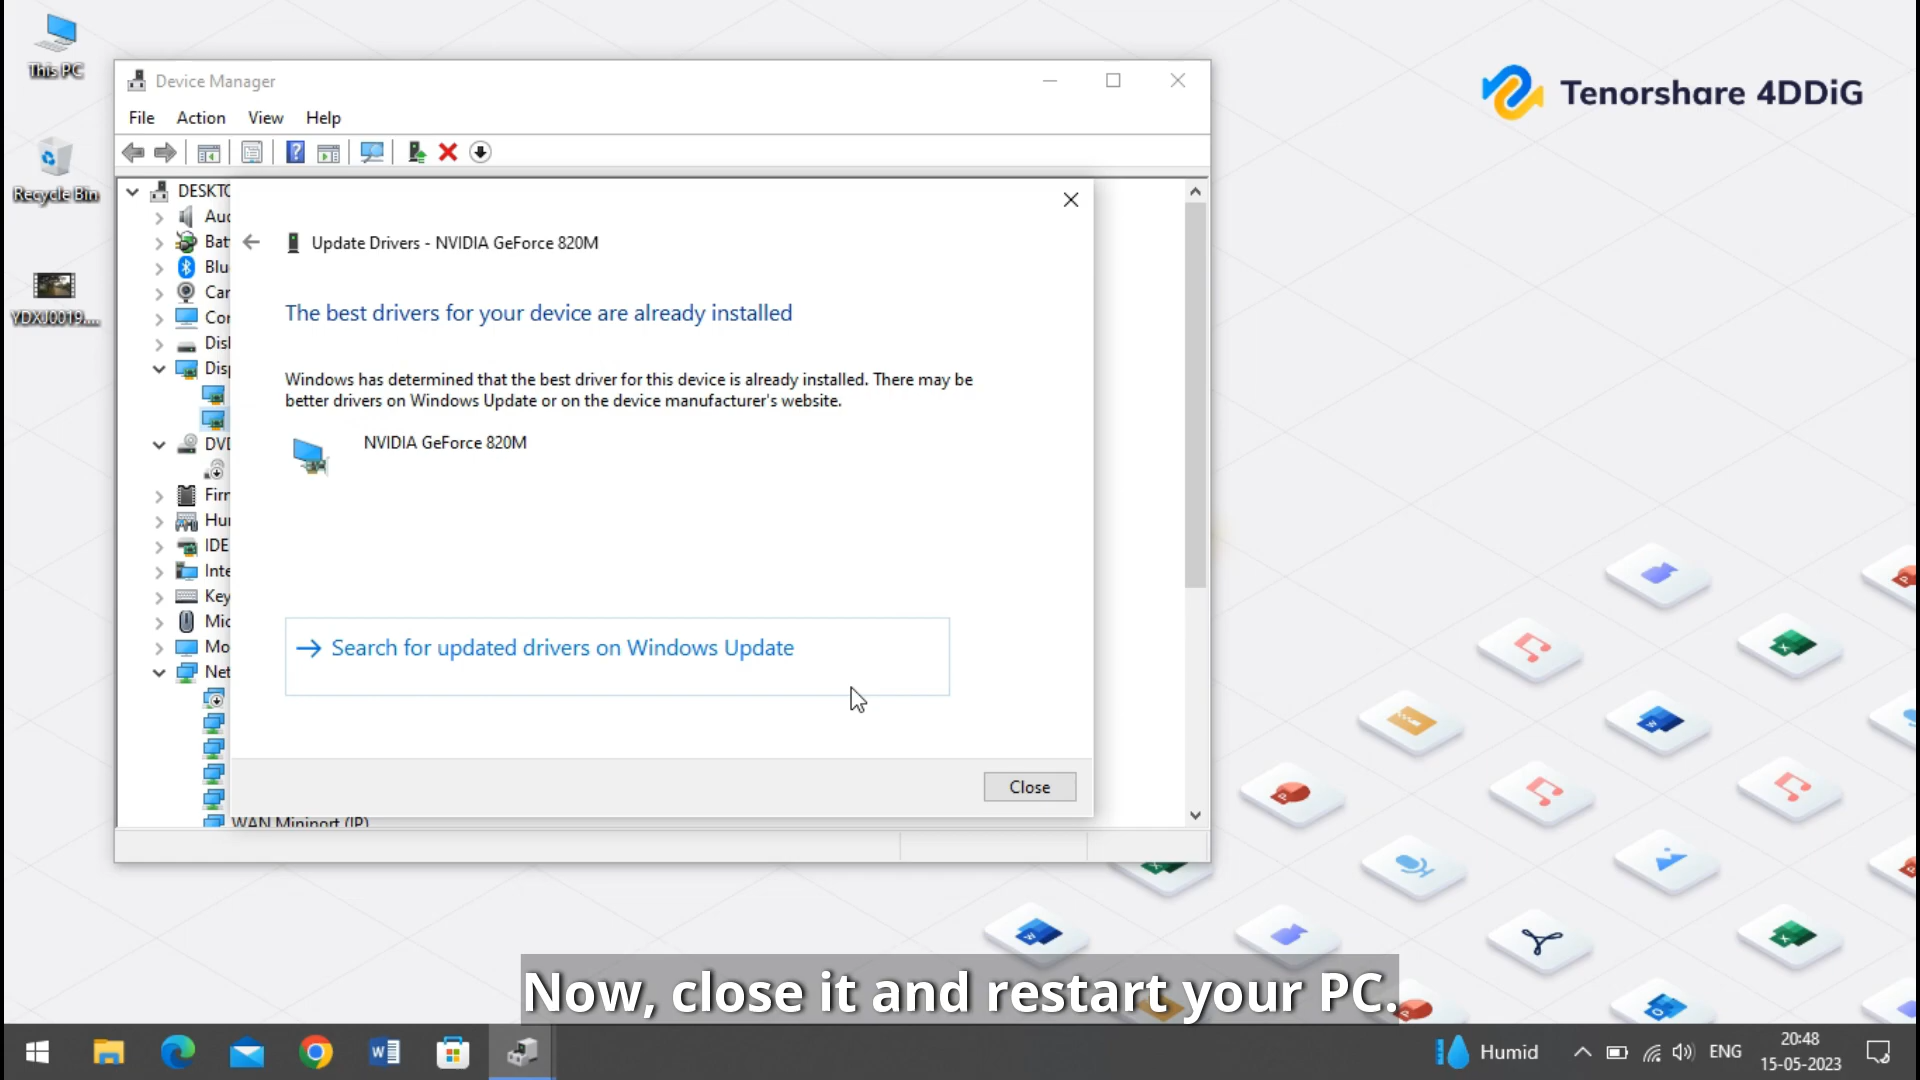 This PC
Recycle Bin
YDXJ0019....
Tenorshare 4DDiG
Device Manager
File Action View Help
DESKTO
Aud
Batt
Blu
Car
Cor
Disl
Disp
DVD
Firr
Hur
IDE
Inte
Key
Mic
Mo
Net
WAN Miniport (IP)
Update Drivers - NVIDIA GeForce 820M
The best drivers for your device are already installed
Windows has determined that the best driver for this device is already installed. There may be
better drivers on Windows Update or on the device manufacturer's website.
NVIDIA GeForce 820M
Search for updated drivers on Windows Update
Close
Now, close it and restart your PC.
Humid
ENG
20:48
15-05-2023